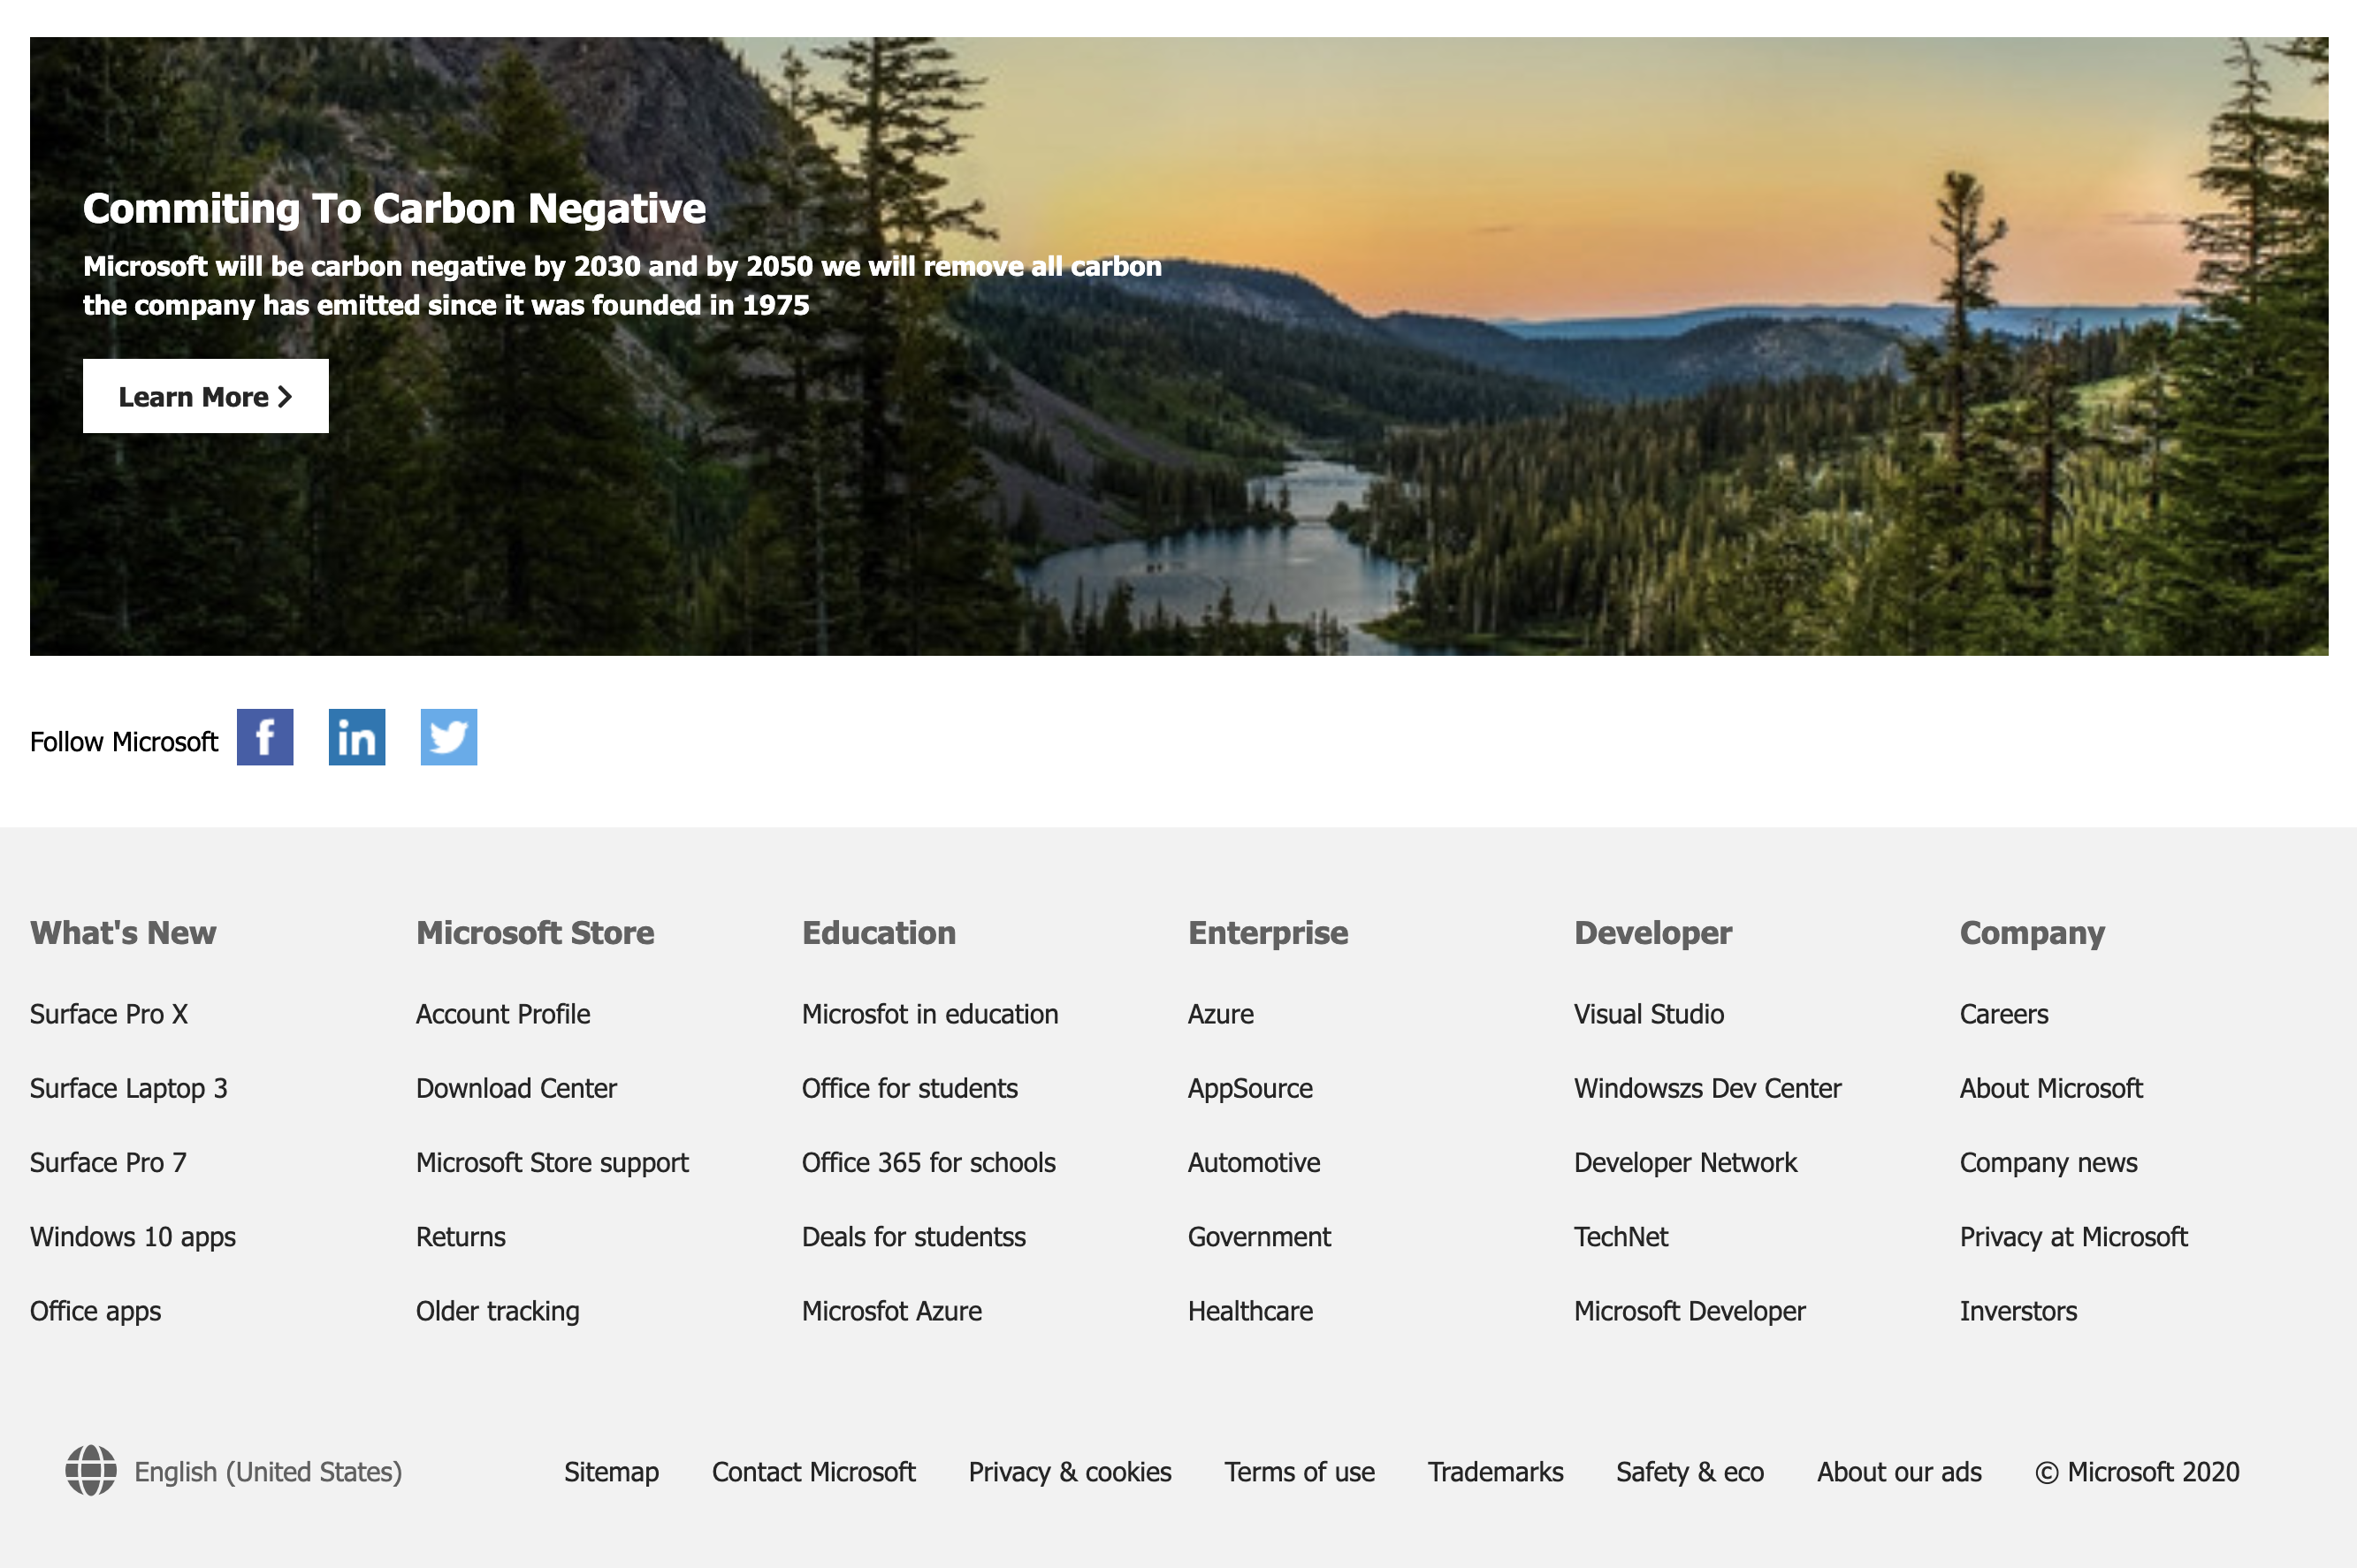 Commiting To Carbon Negative
Microsoft will be carbon negative by 2030 and by 2050 we will remove all carbon
the company has emitted since it was founded in 1975
Learn More
Follow Microsoft
What's New
Surface Pro X
Surface Laptop 3
Surface Pro 7
Windows 10 apps
Office apps
Microsoft Store
Account Profile
Download Center
Microsoft Store support
Returns
Older tracking
Education
Microsfot in education
Office for students
Office 365 for schools
Deals for studentss
Microsfot Azure
Enterprise
Azure
AppSource
Automotive
Government
Healthcare
Developer
Visual Studio
Windowszs Dev Center
Developer Network
TechNet
Microsoft Developer
Company
Careers
About Microsoft
Company news
Privacy at Microsoft
Inverstors
English (United States)
Sitemap
Contact Microsoft
Privacy & cookies
Terms of use
Trademarks
Safety & eco
About our ads
© Microsoft 2020